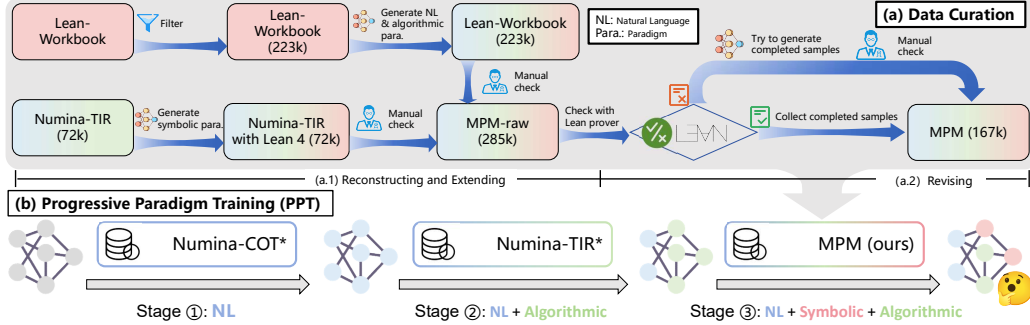 (a) Data Curation
Lean-
Workbook
Filter
Lean-
Workbook
(223k)
Generate NL
& algorithmic
para.
Lean-Workbook
(223k)
NL: Natural Language
Para.: Paradigm
Try to generate
completed samples
Manual
check
Manual
check
Numina-TIR
(72k)
Generate
symbolic para.
Numina-TIR
with Lean 4 (72k)
Manual
check
MPM-raw
(285k)
Check with
Lean prover
LEAN
Collect completed samples
MPM (167k)
(a.1) Reconstructing and Extending
(a.2) Revising
(b) Progressive Paradigm Training (PPT)
Numina-COT*
Numina-TIR*
MPM (ours)
Stage ①: NL
Stage ②: NL + Algorithmic
Stage ③: NL + Symbolic + Algorithmic